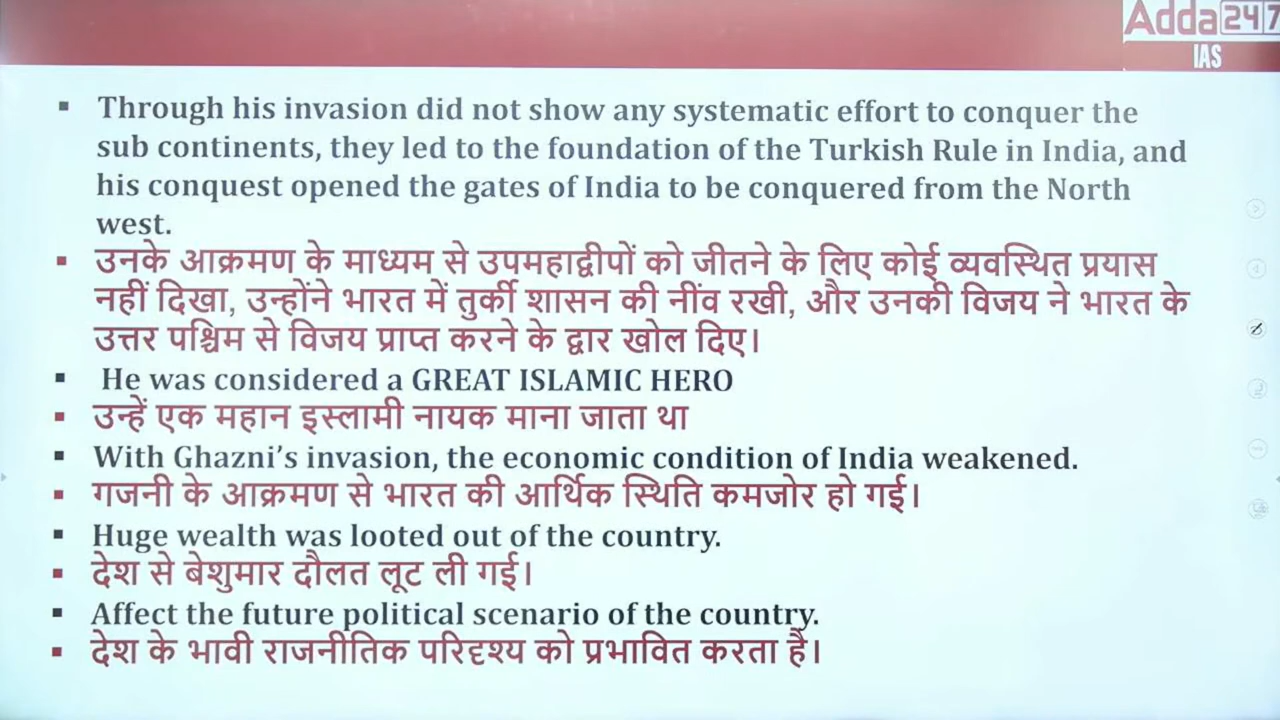 Adda247
IAS
▪ Through his invasion did not show any systematic effort to conquer the
sub continents, they led to the foundation of the Turkish Rule in India, and
his conquest opened the gates of India to be conquered from the North
west.
▪ उनके आक्रमण के माध्यम से उपमहाद्वीपों को जीतने के लिए कोई व्यवस्थित प्रयास
नहीं दिखा, उन्होंने भारत में तुर्की शासन की नींव रखी, और उनकी विजय ने भारत के
उत्तर पश्चिम से विजय प्राप्त करने के द्वार खोल दिए।
▪ He was considered a GREAT ISLAMIC HERO
▪ उन्हें एक महान इस्लामी नायक माना जाता था
▪ With Ghazni's invasion, the economic condition of India weakened.
▪ गजनी के आक्रमण से भारत की आर्थिक स्थिति कमजोर हो गई।
▪ Huge wealth was looted out of the country.
▪ देश से बेशुमार दौलत लूट ली गई।
▪ Affect the future political scenario of the country.
▪ देश के भावी राजनीतिक परिदृश्य को प्रभावित करता है।